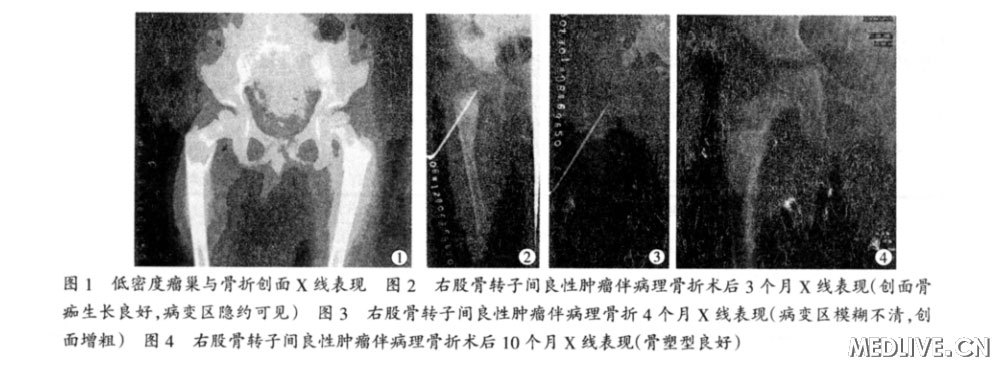 ① ② ③ ④
图 1 低密度瘤巢与骨折创面 X 线表现 图 2 右股骨转子间良性肿瘤伴病理骨折术后 3 个月 X 线表现(创面骨
痂生长良好,病变区隐约可见) 图 3 右股骨转子间良性肿瘤伴病理骨折 4 个月 X 线表现(病变区模糊不清,创
面增粗) 图 4 右股骨转子间良性肿瘤伴病理骨折术后 10 个月 X 线表现(骨塑型良好)
MEDLIVE.CN